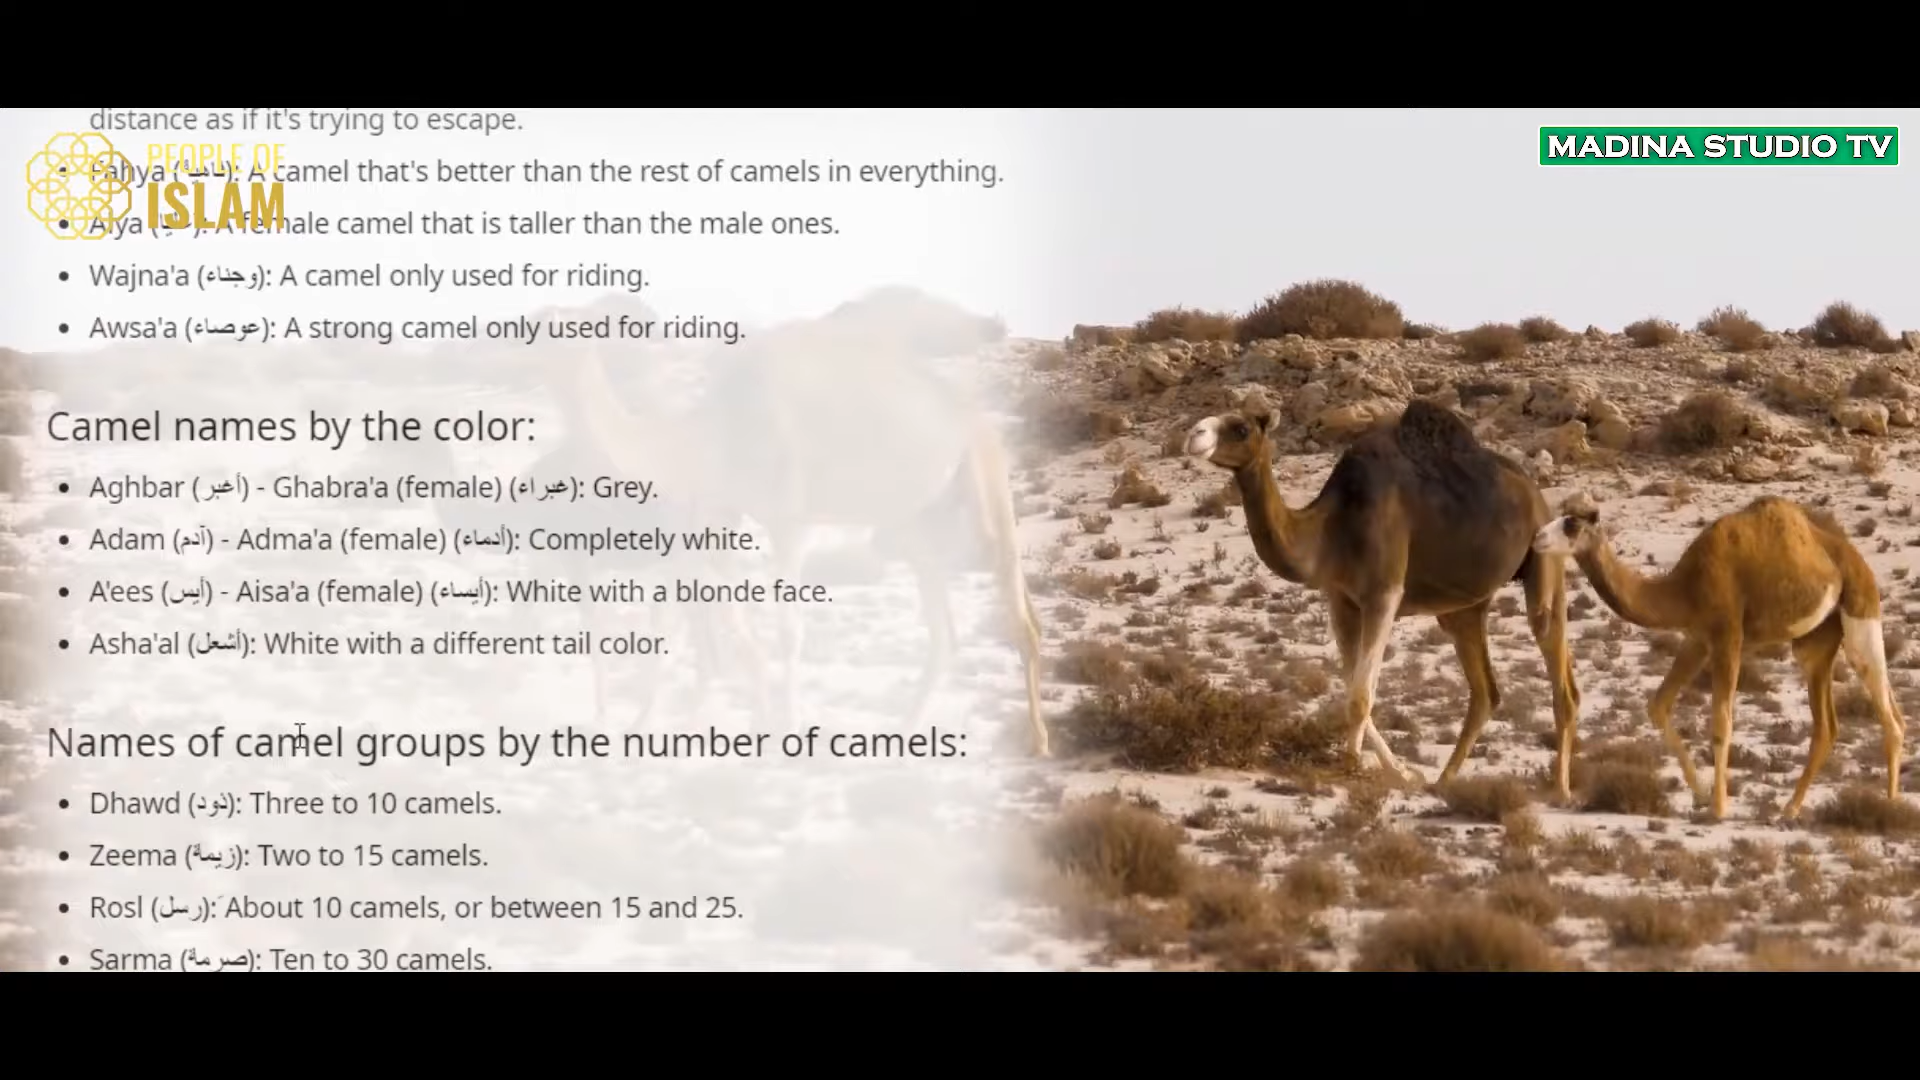 distance as if it's trying to escape.
PEOPLE OF
ISLAM
MADINA STUDIO TV
• Fahya (): A camel that's better than the rest of camels in everything.
• Alya (): A female camel that is taller than the male ones.
• Wajna'a (وجناء): A camel only used for riding.
• Awsa'a (عوصاء): A strong camel only used for riding.
Camel names by the color:
• Aghbar (أغبر) - Ghabra'a (female) (غبراء): Grey.
• Adam (آدم) - Adma'a (female) (أدماء): Completely white.
• A'ees (أيس) - Aisa'a (female) (أيساء): White with a blonde face.
• Asha'al (أشعل): White with a different tail color.
Names of camel groups by the number of camels:
• Dhawd (ذود): Three to 10 camels.
• Zeema (زيمة): Two to 15 camels.
• Rosl (رسل): About 10 camels, or between 15 and 25.
• Sarma (صرمة): Ten to 30 camels.